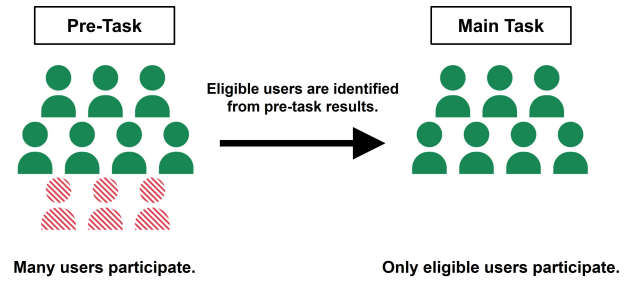 Pre-Task
Main Task
Eligible users are identified
from pre-task results.
Many users participate.
Only eligible users participate.